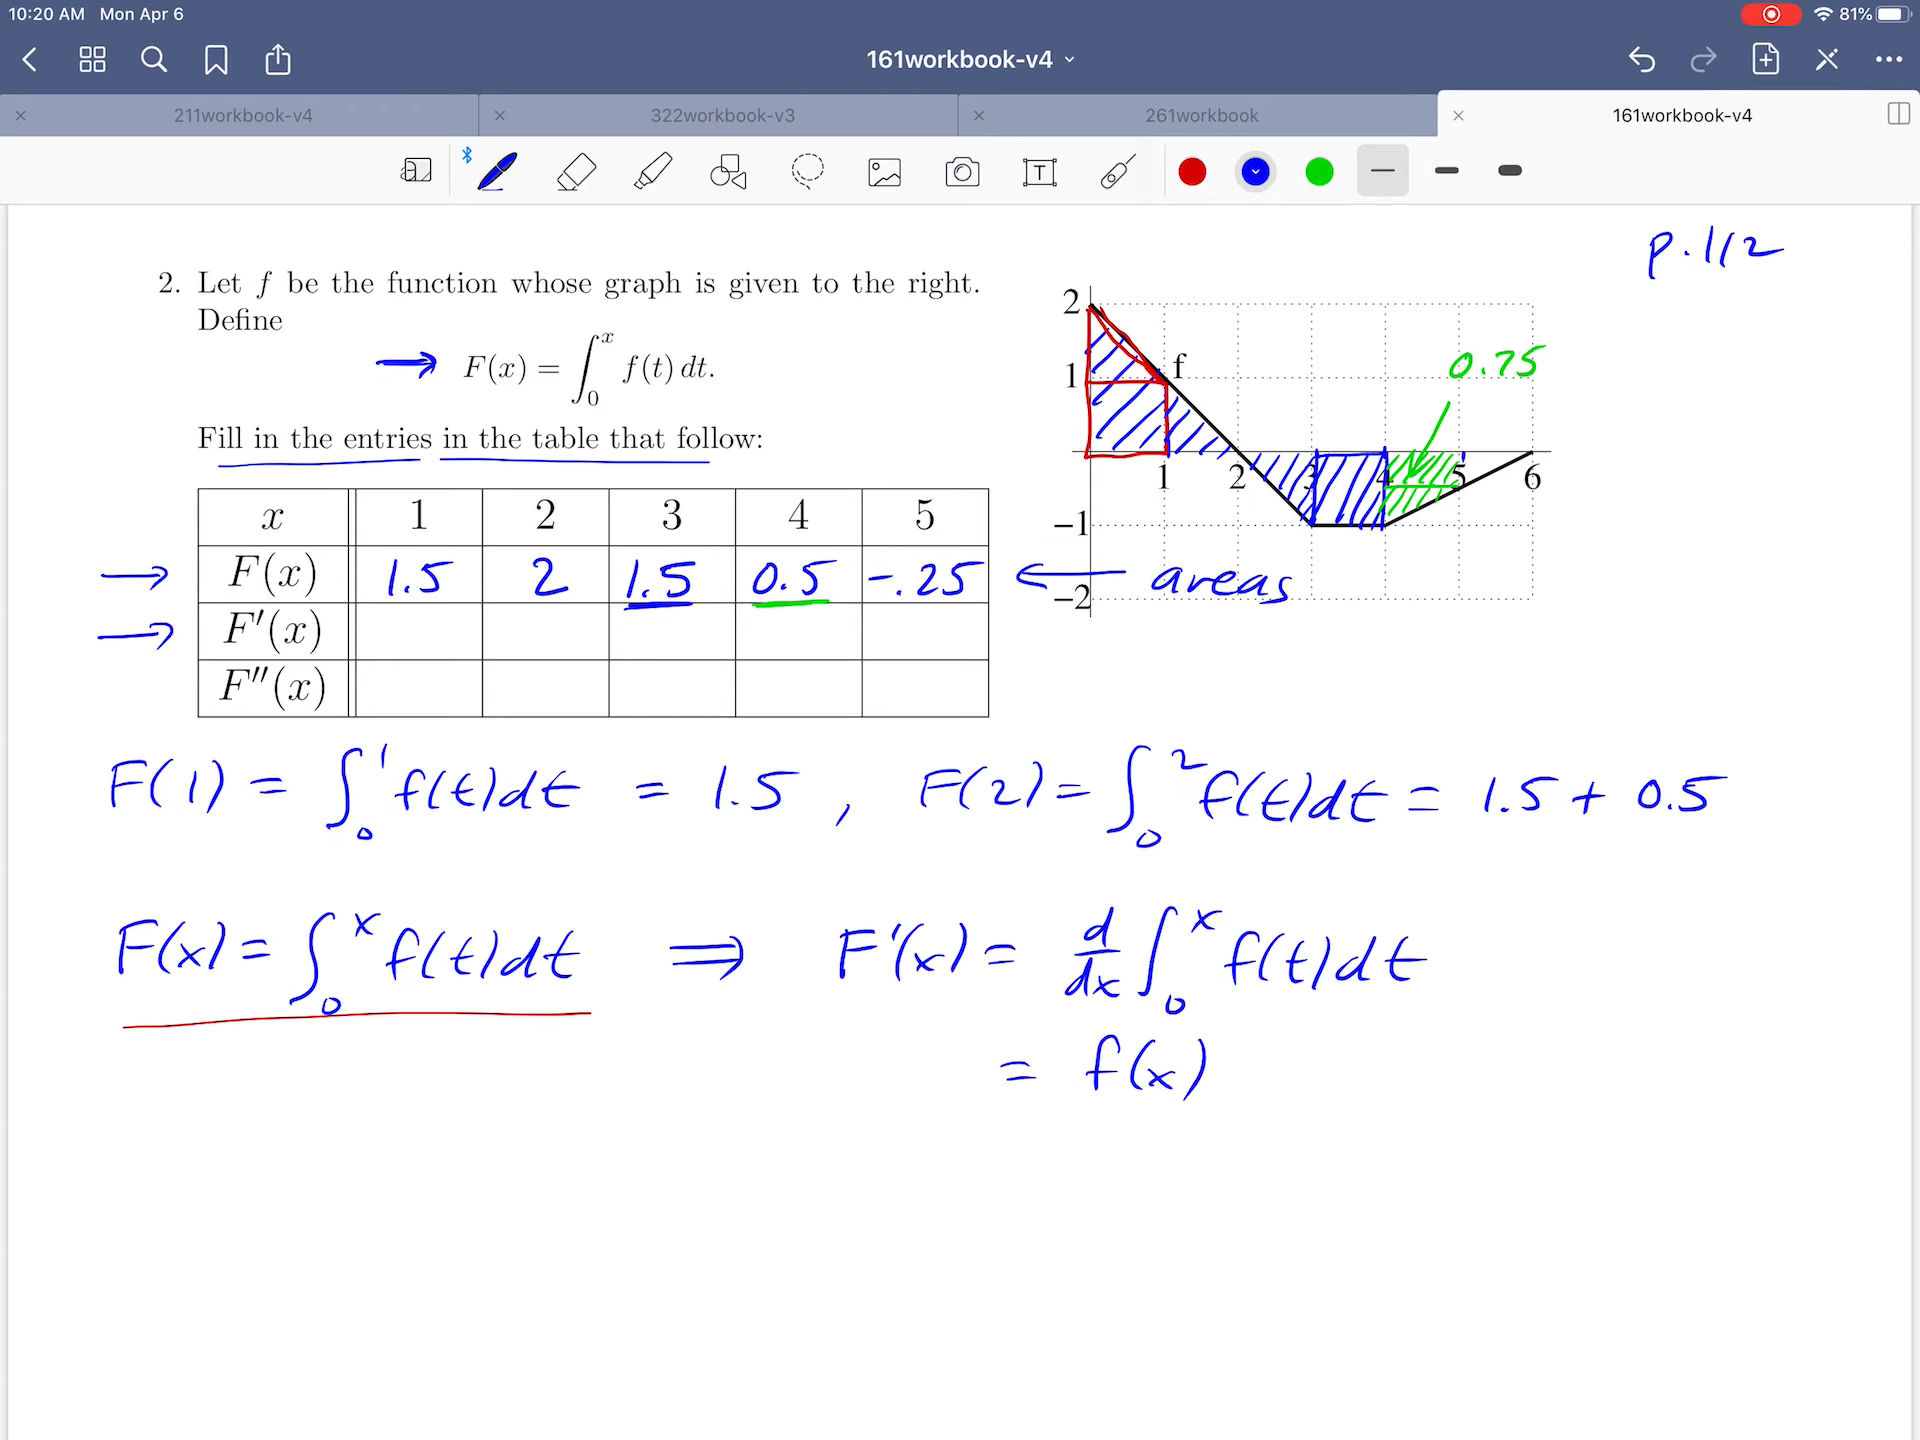 10:20 AM Mon Apr 6
81%
161workbook-v4
211workbook-v4
322workbook-v3
261workbook
161workbook-v4
p. 112
2. Let f be the function whose graph is given to the right.
Define
→ F(x) = ∫₀ˣ f(t) dt.
Fill in the entries in the table that follow:
x 1 2 3 4 5
→ F(x) 1.5 2 1.5 0.5 -.25 ← areas
→ F′(x)
F″(x)
2
1
−1
−2
f
0.75
1 2 3 4 5 6
F(1) = ∫₀¹ f(t)dt = 1.5 , F(2) = ∫₀² f(t)dt = 1.5 + 0.5
F(x) = ∫₀ˣ f(t)dt ⇒ F′(x) = d/dx ∫₀ˣ f(t)dt
= f(x)